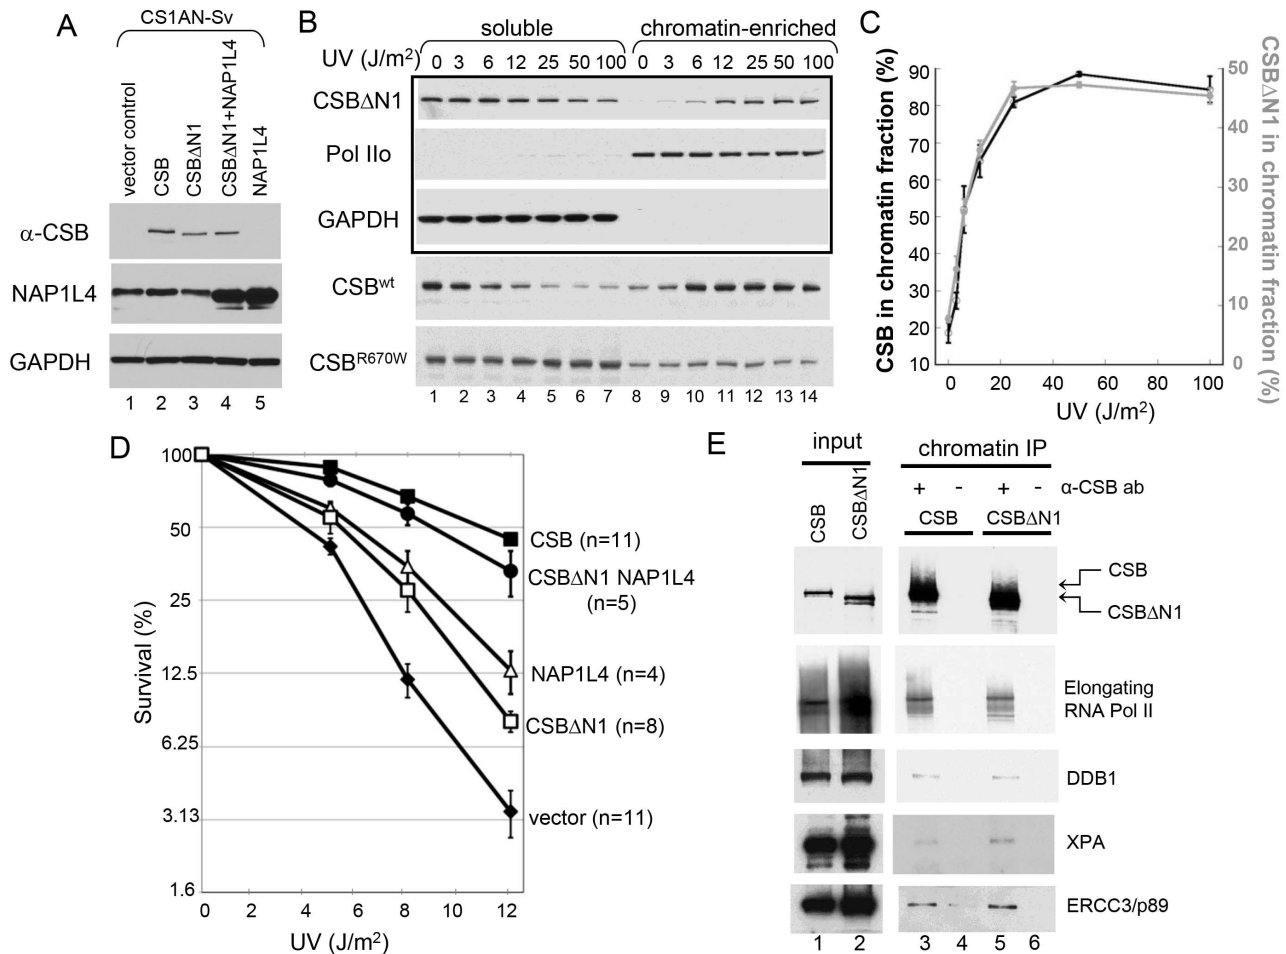 A
CS1AN-Sv
vector control
CSB
CSBΔN1
CSBΔN1+NAP1L4
NAP1L4
α-CSB
NAP1L4
GAPDH
1 2 3 4 5
B
soluble chromatin-enriched
UV (J/m²) 0 3 6 12 25 50 100 0 3 6 12 25 50 100
CSBΔN1
Pol IIo
GAPDH
CSBwt
CSBR670W
1 2 3 4 5 6 7 8 9 10 11 12 13 14
C
CSB in chromatin fraction (%)
CSBΔN1 in chromatin fraction (%)
90
80
70
60
50
40
30
20
10
50
40
30
20
10
0
0 20 40 60 80 100
UV (J/m²)
D
Survival (%)
100
50
25
12.5
6.25
3.13
1.6
0 2 4 6 8 10 12
UV (J/m²)
CSB (n=11)
CSBΔN1 NAP1L4
(n=5)
NAP1L4 (n=4)
CSBΔN1 (n=8)
vector (n=11)
E
input
chromatin IP
CSB
CSBΔN1
+ - + - α-CSB ab
CSB CSBΔN1
CSB
CSBΔN1
Elongating
RNA Pol II
DDB1
XPA
ERCC3/p89
1 2 3 4 5 6